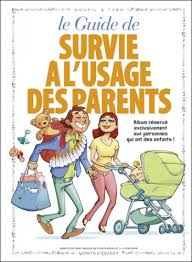 le Guide de
SURVIE
A L'USAGE
DES PARENTS
Album réservé
exclusivement
aux personnes
qui ont des enfants !
VENTS D'OUEST